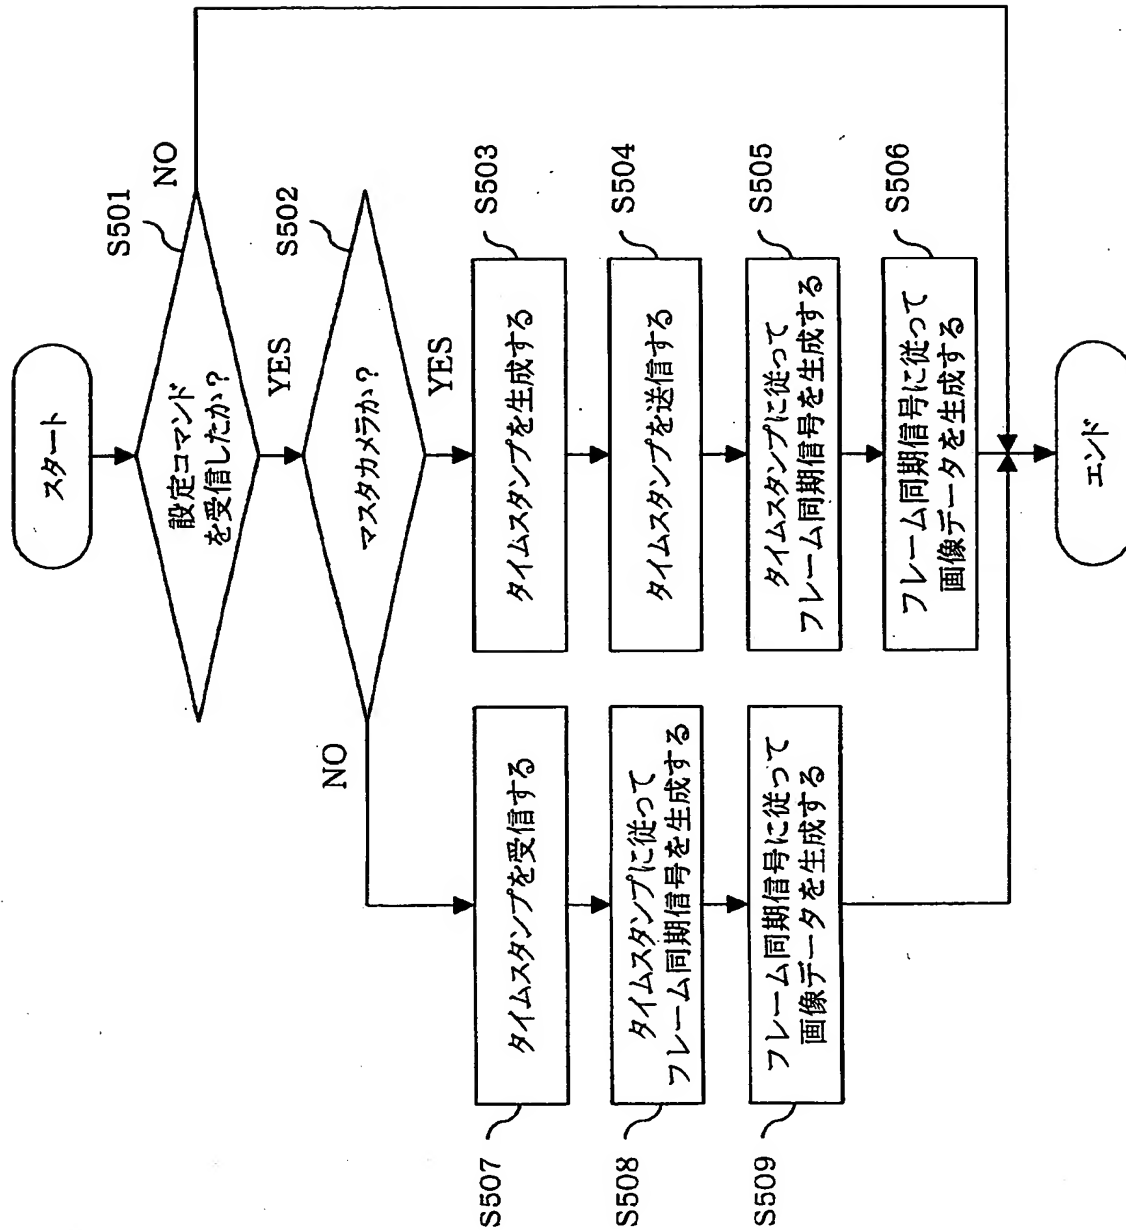 スタート
S501
設定コマンド
を受信したか?
NO
YES
S502
マスタカメラか?
NO
YES
タイムスタンプを生成する
S503
タイムスタンプを送信する
S504
タイムスタンプに従って
フレーム同期信号を生成する
S505
フレーム同期信号に従って
画像データを生成する
S506
タイムスタンプを受信する
S507
タイムスタンプに従って
フレーム同期信号を生成する
S508
フレーム同期信号に従って
画像データを生成する
S509
エンド